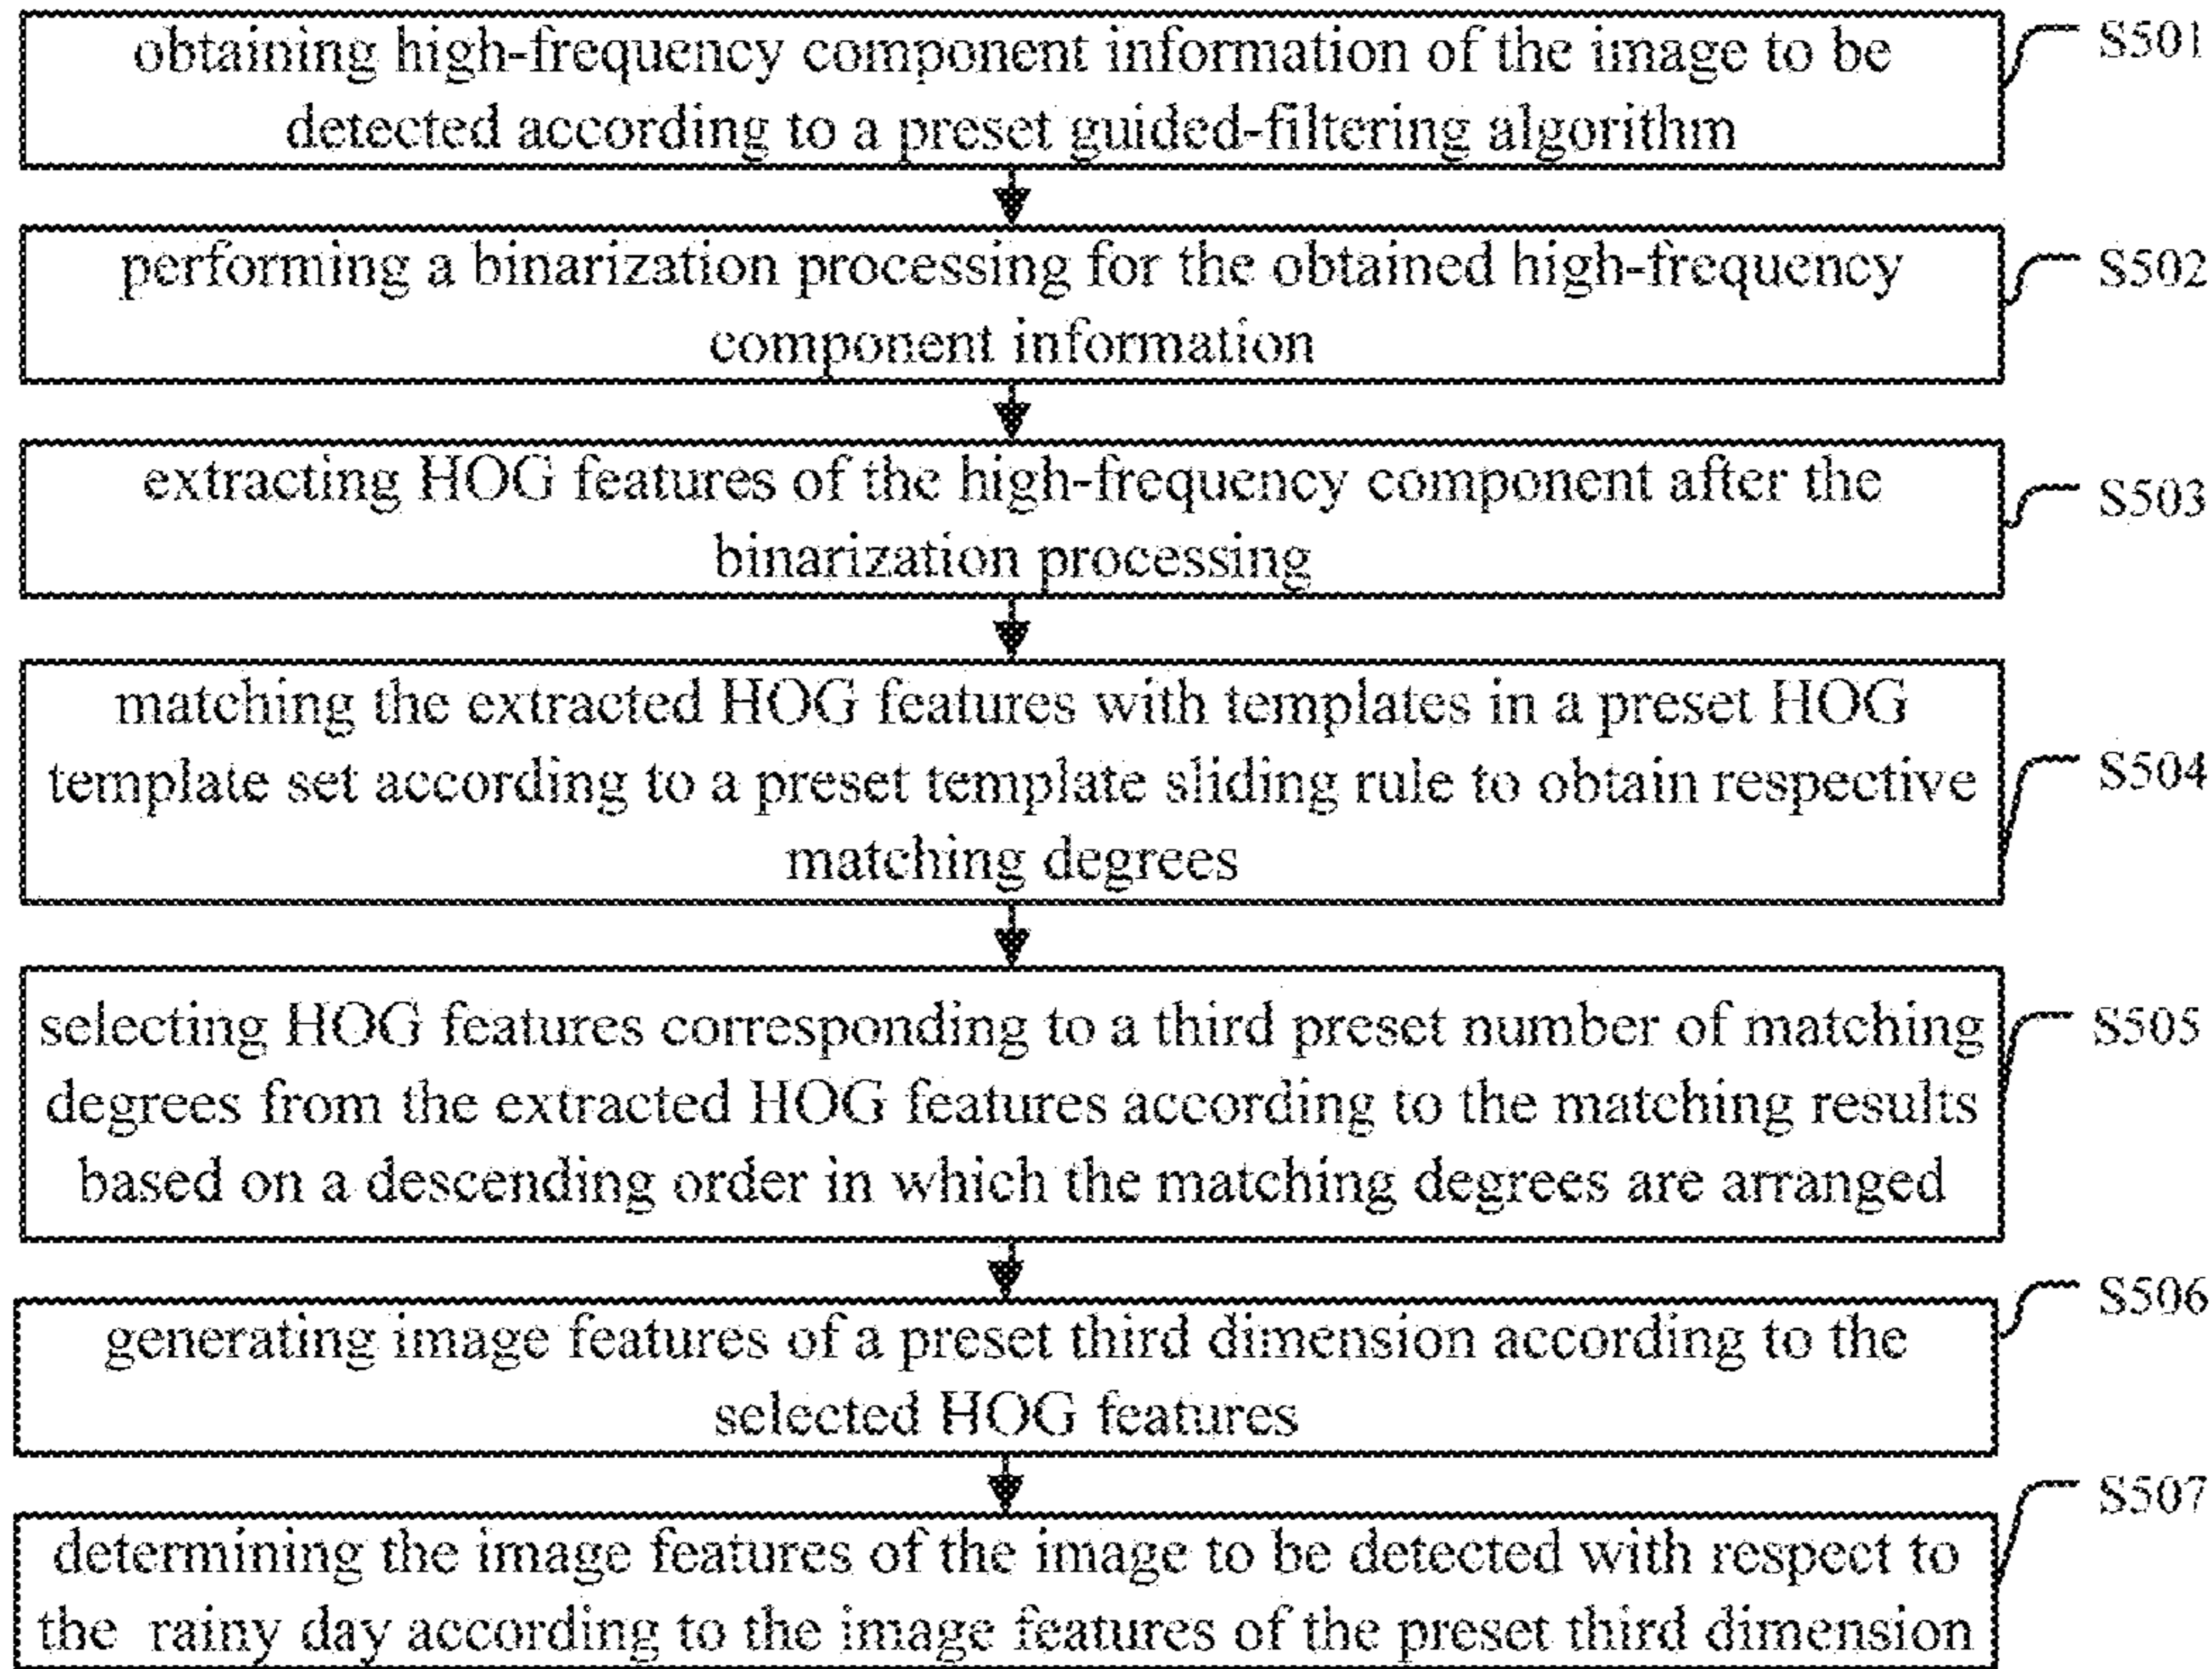 obtaining high-frequency component information of the image to be
detected according to a preset guided-filtering algorithm
S501
performing a binarization processing for the obtained high-frequency
component information
S502
extracting HOG features of the high-frequency component after the
binarization processing
S503
matching the extracted HOG features with templates in a preset HOG
template set according to a preset template sliding rule to obtain respective
matching degrees
S504
selecting HOG features corresponding to a third preset number of matching
degrees from the extracted HOG features according to the matching results
based on a descending order in which the matching degrees are arranged
S505
generating image features of a preset third dimension according to the
selected HOG features
S506
determining the image features of the image to be detected with respect to
the rainy day according to the image features of the preset third dimension
S507